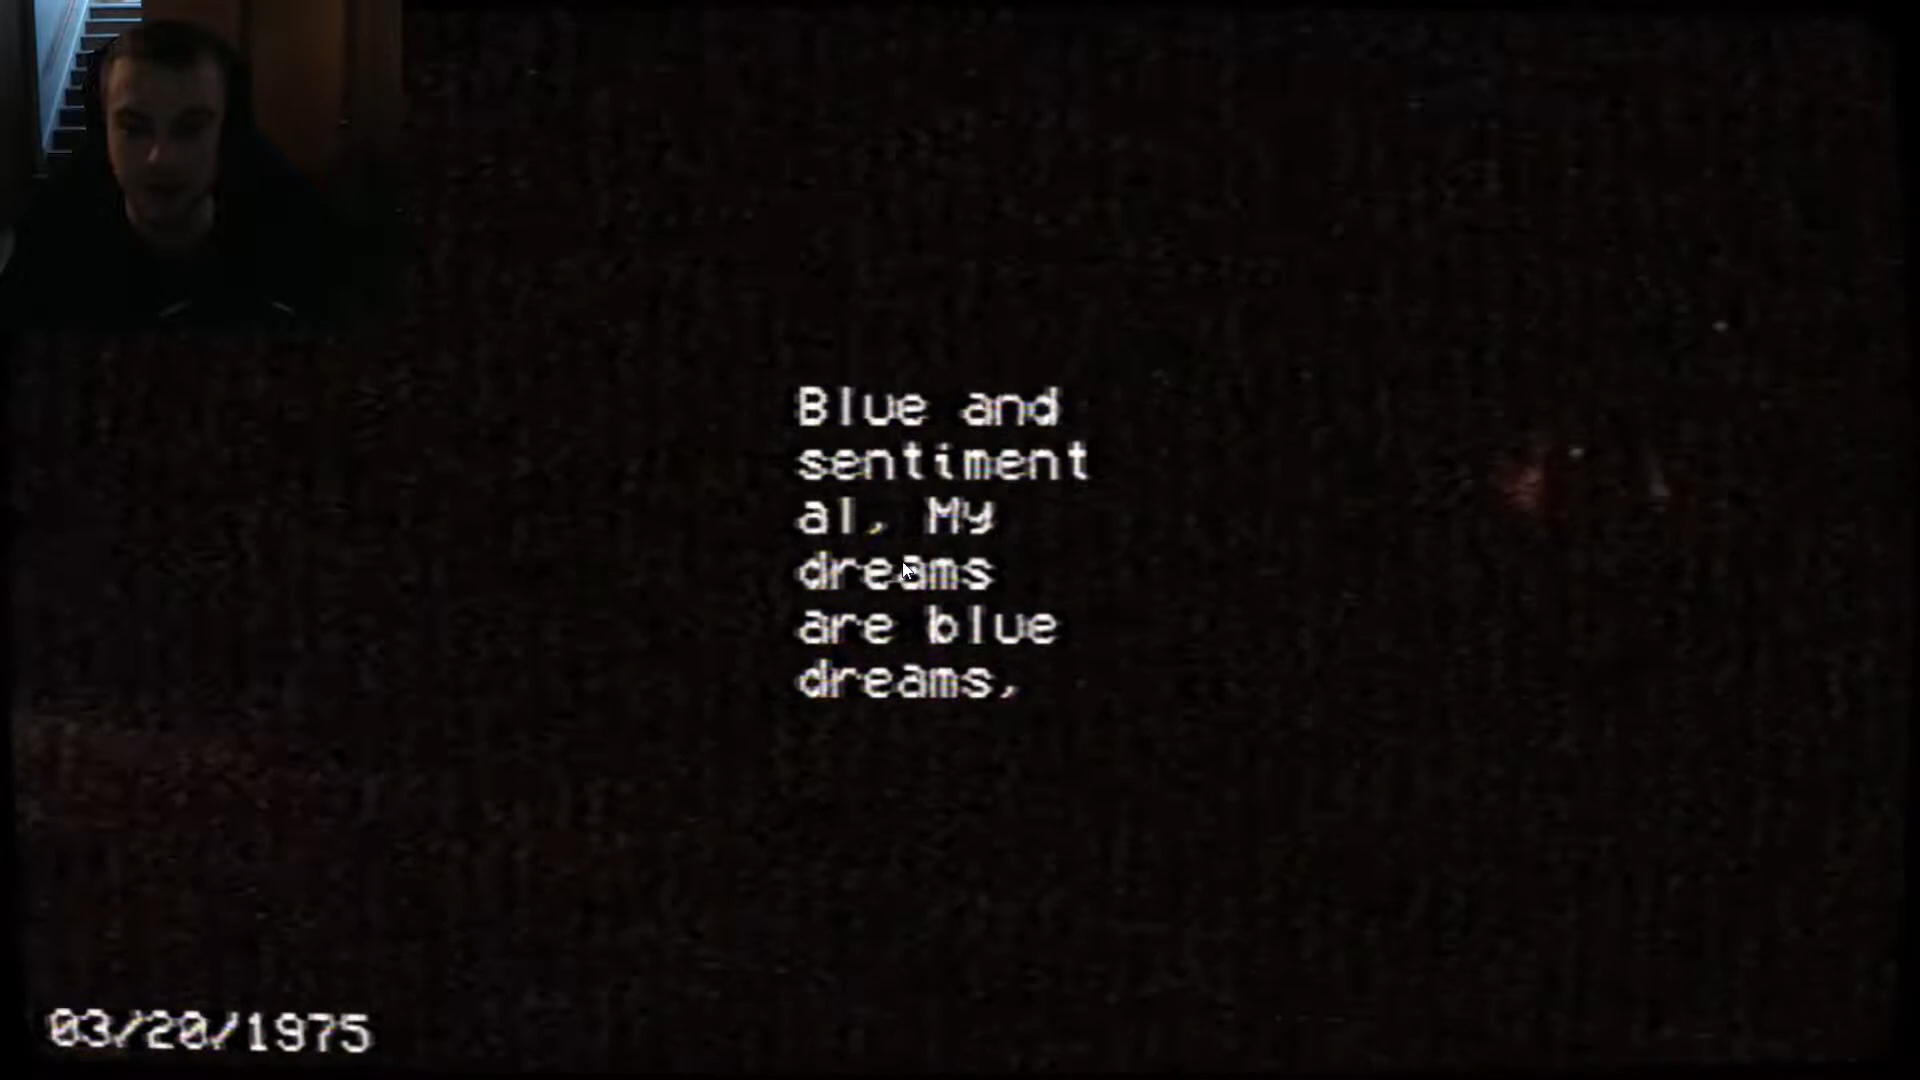 Blue and
sentiment
al, My
dreams
are blue
dreams,
03/20/1975